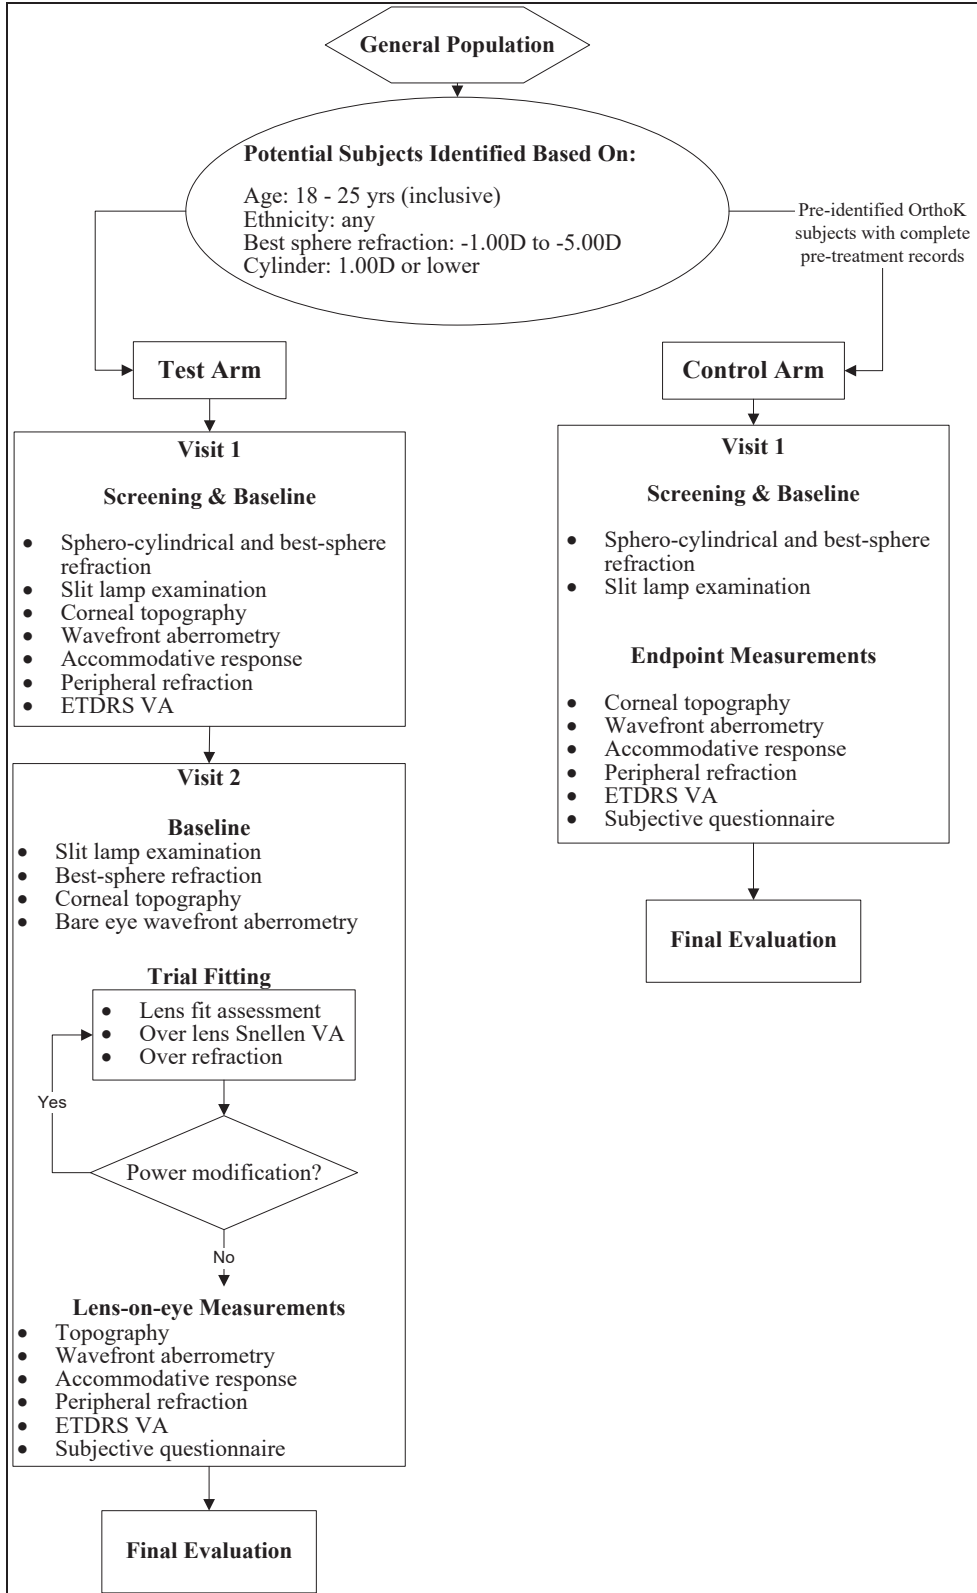 General Population
Potential Subjects Identified Based On:
Age: 18 - 25 yrs (inclusive)
Ethnicity: any
Best sphere refraction: -1.00D to -5.00D
Cylinder: 1.00D or lower
Pre-identified OrthoK
subjects with complete
pre-treatment records
Test Arm
Visit 1
Screening & Baseline
• Sphero-cylindrical and best-sphere
refraction
• Slit lamp examination
• Corneal topography
• Wavefront aberrometry
• Accommodative response
• Peripheral refraction
• ETDRS VA
Visit 2
Baseline
• Slit lamp examination
• Best-sphere refraction
• Corneal topography
• Bare eye wavefront aberrometry
Trial Fitting
• Lens fit assessment
• Over lens Snellen VA
• Over refraction
Yes
Power modification?
No
Lens-on-eye Measurements
• Topography
• Wavefront aberrometry
• Accommodative response
• Peripheral refraction
• ETDRS VA
• Subjective questionnaire
Final Evaluation
Control Arm
Visit 1
Screening & Baseline
• Sphero-cylindrical and best-sphere
refraction
• Slit lamp examination
Endpoint Measurements
• Corneal topography
• Wavefront aberrometry
• Accommodative response
• Peripheral refraction
• ETDRS VA
• Subjective questionnaire
Final Evaluation